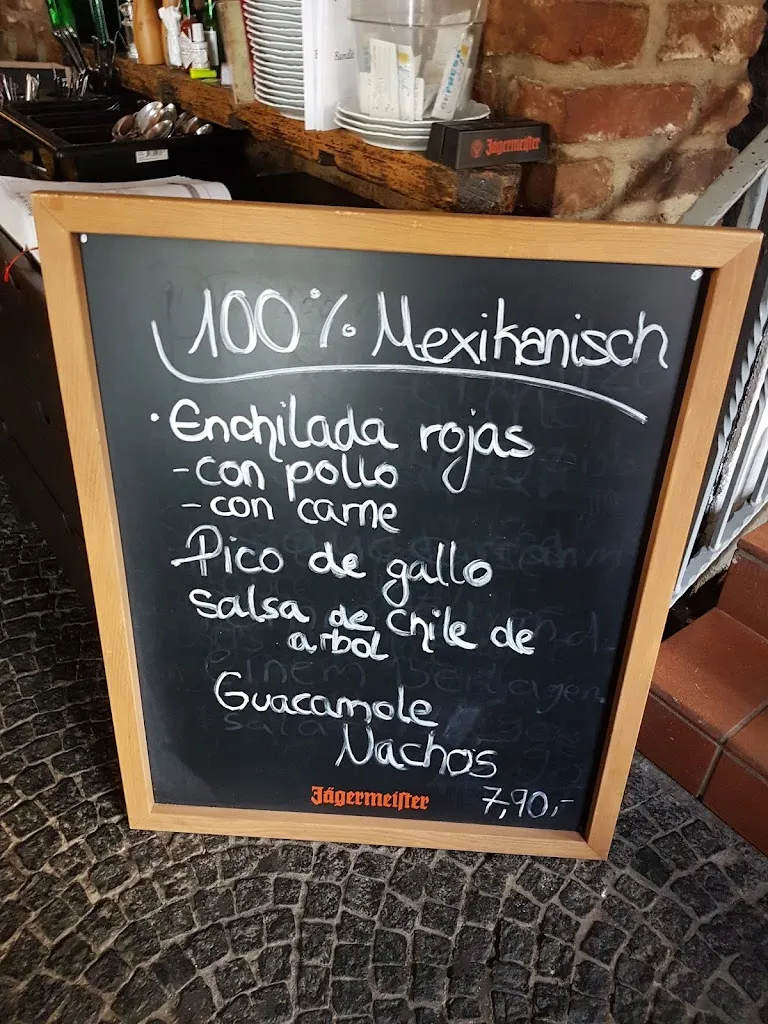 Jägermeister
100% Mexikanisch
• Enchilada rojas
- con pollo
- con carne
Pico de gallo
Salsa de chile de
arbol
Guacamole
Nachos
7,90,-
Jägermeister